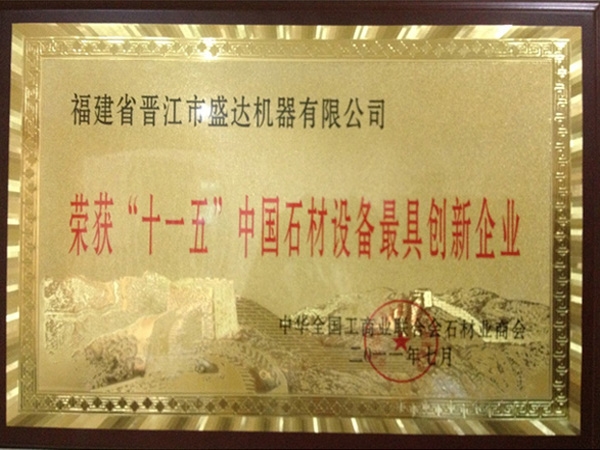 福建省晋江市盛达机器有限公司
荣获“十一五”中国石材设备最具创新企业
中华全国工商业联合会石材业商会
二〇一一年七月